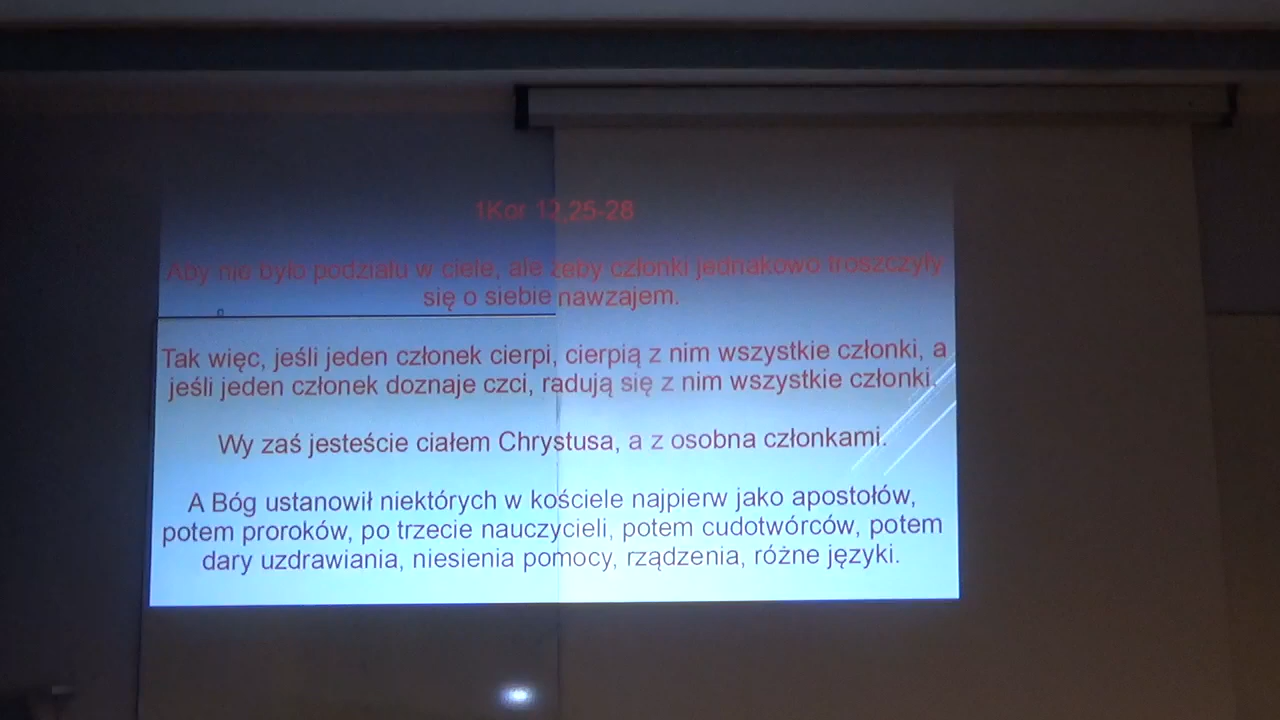 1Kor 12,25-28
Aby nie było podziału w ciele, ale żeby członki jednakowo troszczyły
się o siebie nawzajem.
Tak więc, jeśli jeden członek cierpi, cierpią z nim wszystkie członki, a
jeśli jeden członek doznaje czci, radują się z nim wszystkie członki.
Wy zaś jesteście ciałem Chrystusa, a z osobna członkami.
A Bóg ustanowił niektórych w kościele najpierw jako apostołów,
potem proroków, po trzecie nauczycieli, potem cudotwórców, potem
dary uzdrawiania, niesienia pomocy, rządzenia, różne języki.